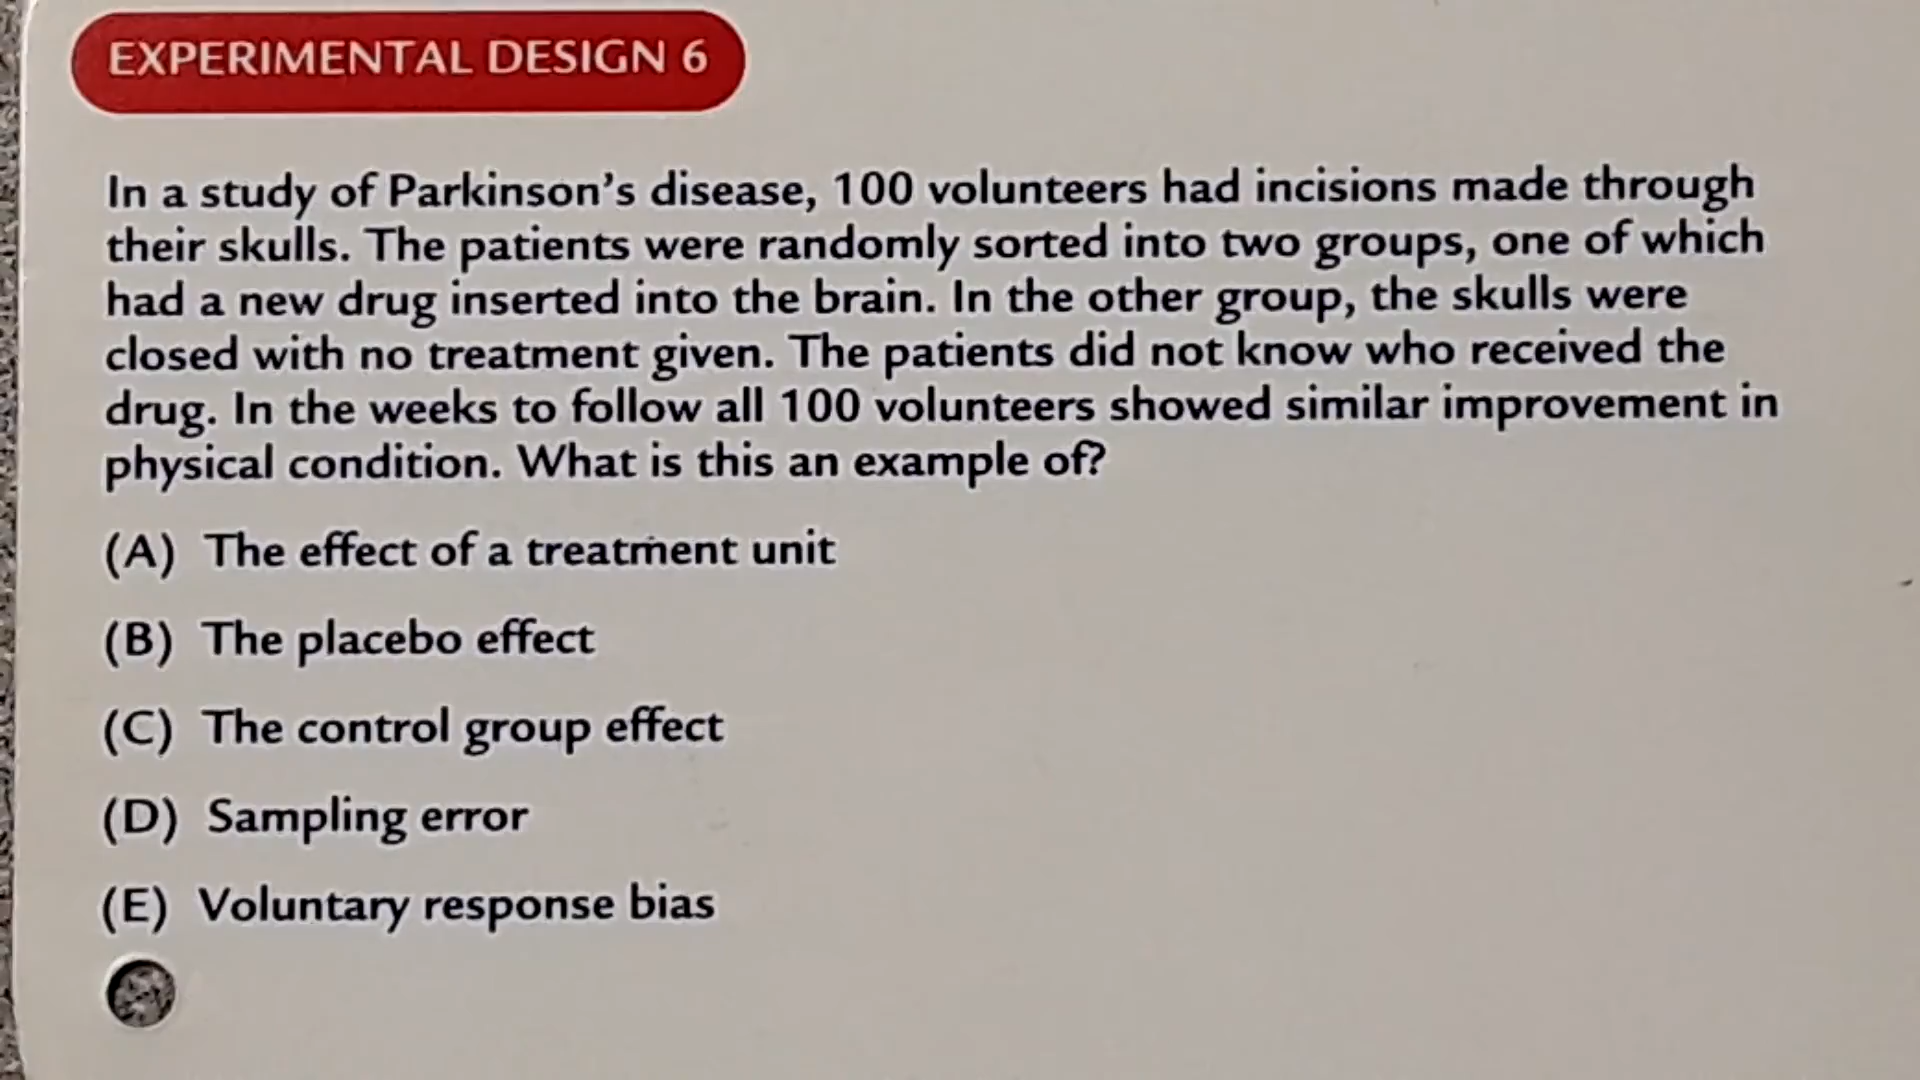 EXPERIMENTAL DESIGN 6
In a study of Parkinson's disease, 100 volunteers had incisions made through
their skulls. The patients were randomly sorted into two groups, one of which
had a new drug inserted into the brain. In the other group, the skulls were
closed with no treatment given. The patients did not know who received the
drug. In the weeks to follow all 100 volunteers showed similar improvement in
physical condition. What is this an example of?
(A) The effect of a treatment unit
(B) The placebo effect
(C) The control group effect
(D) Sampling error
(E) Voluntary response bias